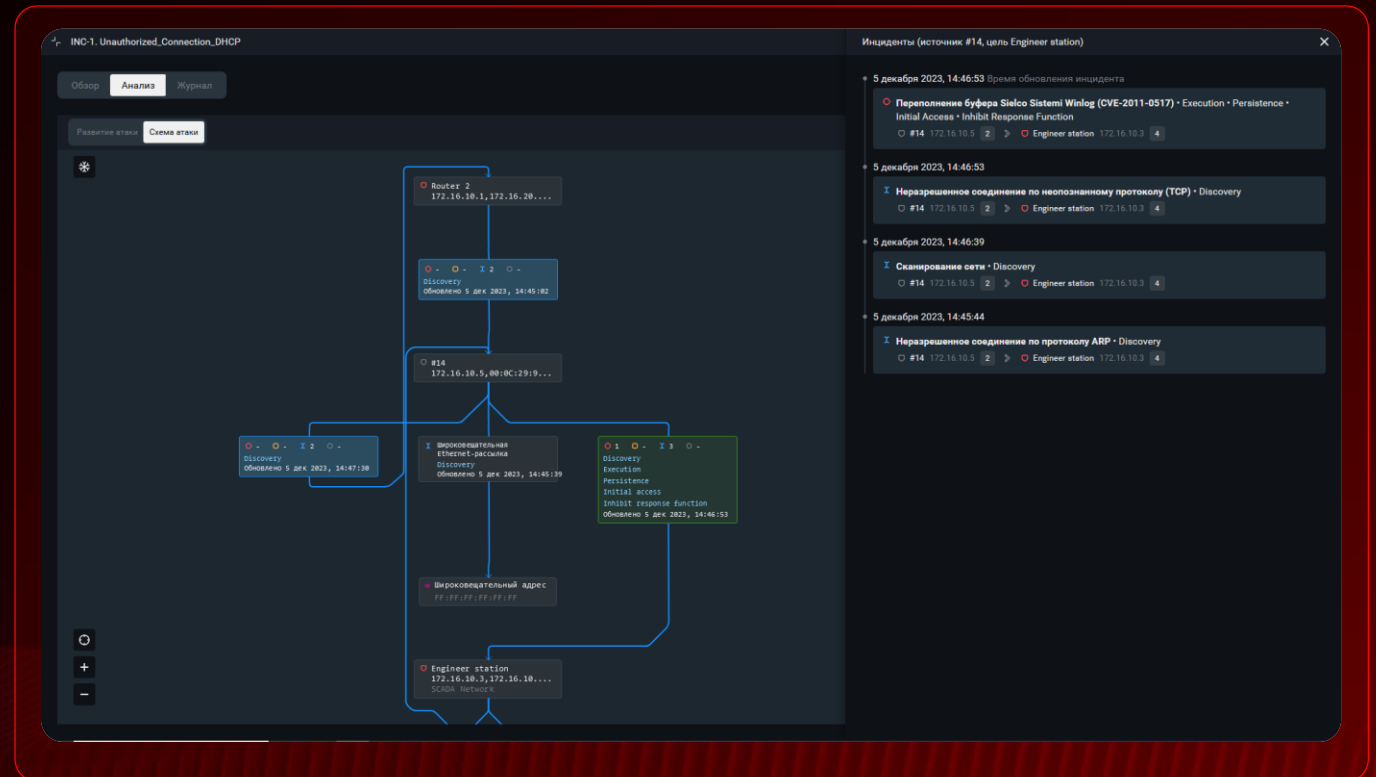 INC-1. Unauthorized_Connection_DHCP
Обзор Анализ Журнал
Развитие атаки Схема атаки
Router 2
172.16.10.1,172.16.20....
- - 2 -
Discovery
Обновлено 5 дек 2023, 14:45:02
#14
172.16.10.5,00:0C:29:9...
- - 2 -
Discovery
Обновлено 5 дек 2023, 14:47:30
Широковещательная
Ethernet-рассылка
Discovery
Обновлено 5 дек 2023, 14:45:39
1 - 3 -
Discovery
Execution
Persistence
Initial access
Inhibit response function
Обновлено 5 дек 2023, 14:46:53
Широковещательный адрес
FF:FF:FF:FF:FF:FF
Engineer station
172.16.10.3,172.16.10....
SCADA Network
Инциденты (источник #14, цель Engineer station)
5 декабря 2023, 14:46:53 Время обновления инцидента
Переполнение буфера Sielco Sistemi Winlog (CVE-2011-0517) • Execution • Persistence •
Initial Access • Inhibit Response Function
#14 172.16.10.5 2 Engineer station 172.16.10.3 4
5 декабря 2023, 14:46:53
Неразрешенное соединение по неопознанному протоколу (TCP) • Discovery
#14 172.16.10.5 2 Engineer station 172.16.10.3 4
5 декабря 2023, 14:46:39
Сканирование сети • Discovery
#14 172.16.10.5 2 Engineer station 172.16.10.3 4
5 декабря 2023, 14:45:44
Неразрешенное соединение по протоколу ARP • Discovery
#14 172.16.10.5 2 Engineer station 172.16.10.3 4